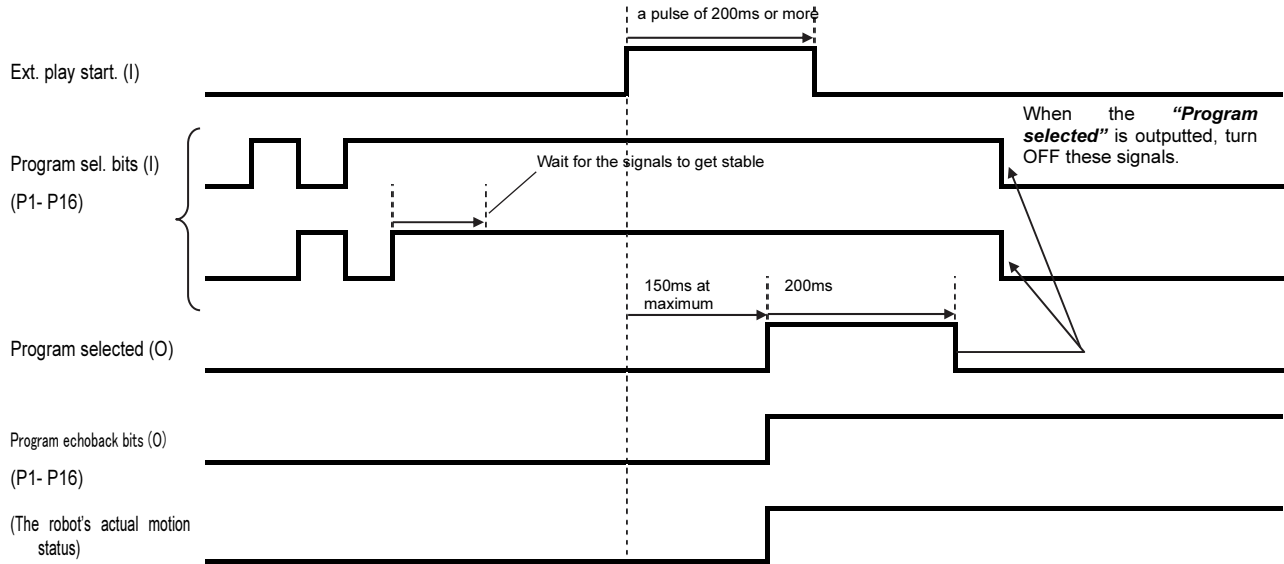 a pulse of 200ms or more
Ext. play start. (I)
When the “Program
selected” is outputted, turn
OFF these signals.
Program sel. bits (I)
(P1- P16)
Wait for the signals to get stable
150ms at
maximum
200ms
Program selected (O)
Program echoback bits (O)
(P1- P16)
(The robot's actual motion
status)